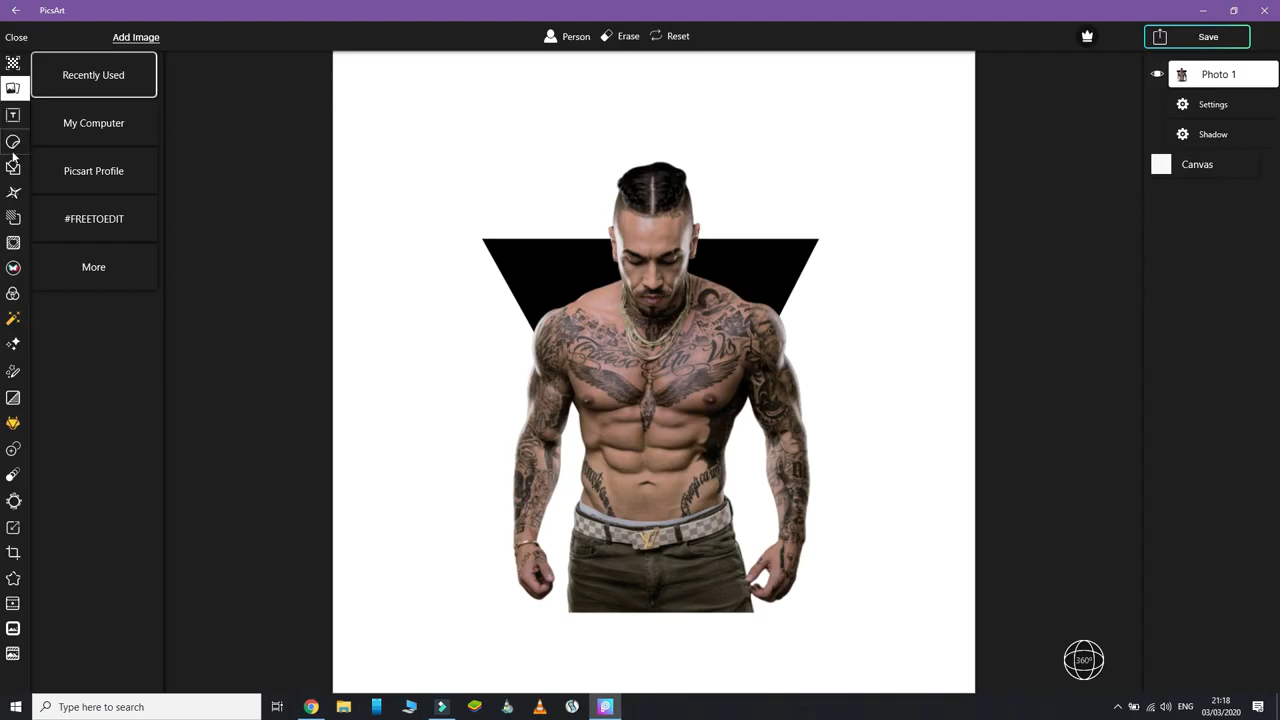 PicsArt
Close
Add Image
Person
Erase
Reset
Save
Recently Used
My Computer
Picsart Profile
#FREETOEDIT
More
Photo 1
Settings
Shadow
Canvas
360°
Type here to search
ENG
21:18
03/03/2020